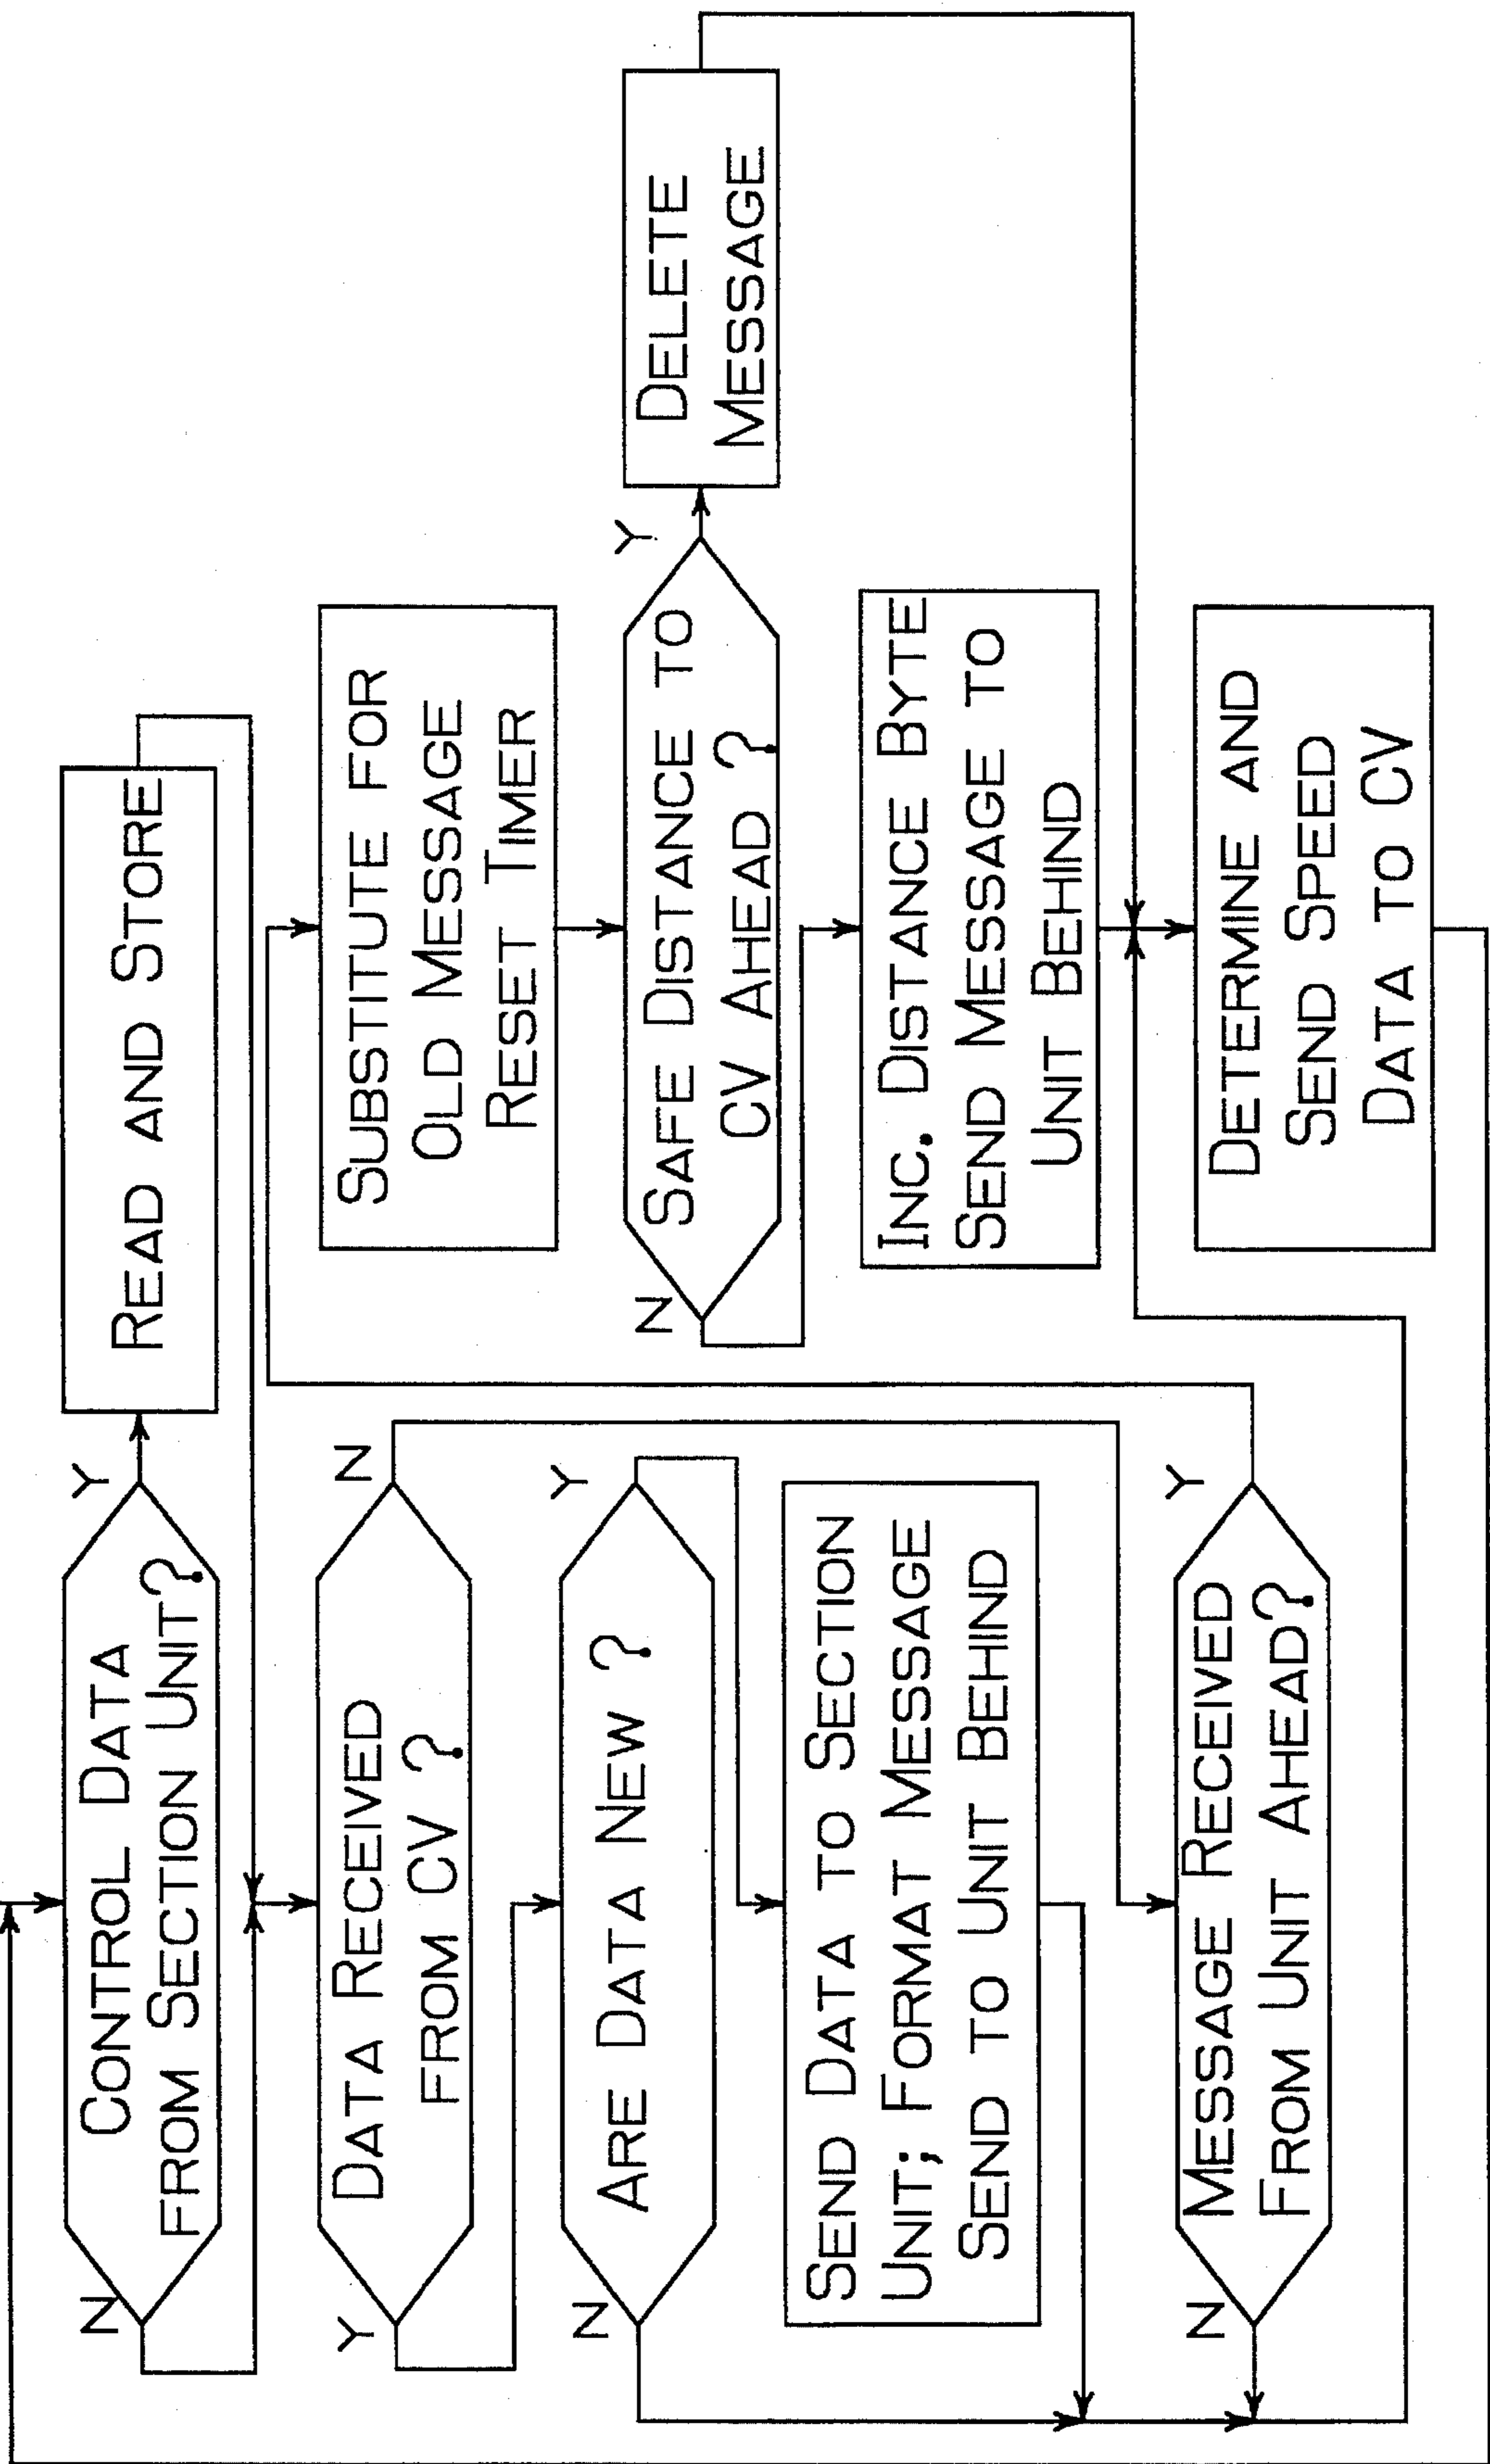 CONTROL DATA
FROM SECTION UNIT?
N
Y
READ AND STORE
DATA RECEIVED
FROM CV ?
Y
N
ARE DATA NEW ?
N
Y
SEND DATA TO SECTION
UNIT; FORMAT MESSAGE
SEND TO UNIT BEHIND
MESSAGE RECEIVED
FROM UNIT AHEAD?
N
Y
SUBSTITUTE FOR
OLD MESSAGE
RESET TIMER
SAFE DISTANCE TO
CV AHEAD ?
N
Y
DELETE
MESSAGE
INC. DISTANCE BYTE
SEND MESSAGE TO
UNIT BEHIND
DETERMINE AND
SEND SPEED
DATA TO CV